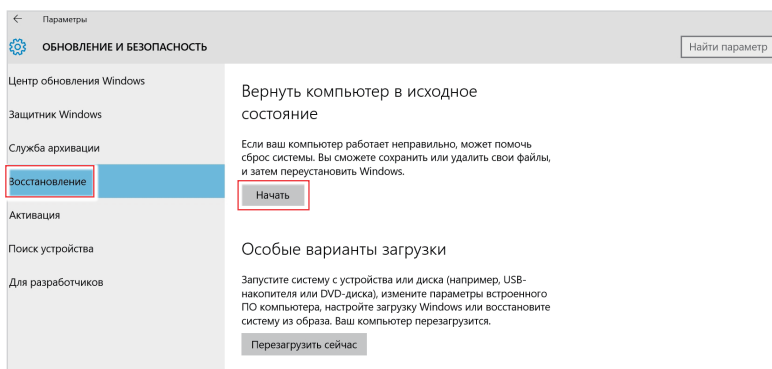 Параметры
ОБНОВЛЕНИЕ И БЕЗОПАСНОСТЬ
Найти параметр
Центр обновления Windows
Защитник Windows
Служба архивации
Восстановление
Активация
Поиск устройства
Для разработчиков
Вернуть компьютер в исходное
состояние
Если ваш компьютер работает неправильно, может помочь
сброс системы. Вы сможете сохранить или удалить свои файлы,
и затем переустановить Windows.
Начать
Особые варианты загрузки
Запустите систему с устройства или диска (например, USB-
накопителя или DVD-диска), измените параметры встроенного
ПО компьютера, настройте загрузку Windows или восстановите
систему из образа. Ваш компьютер перезагрузится.
Перезагрузить сейчас